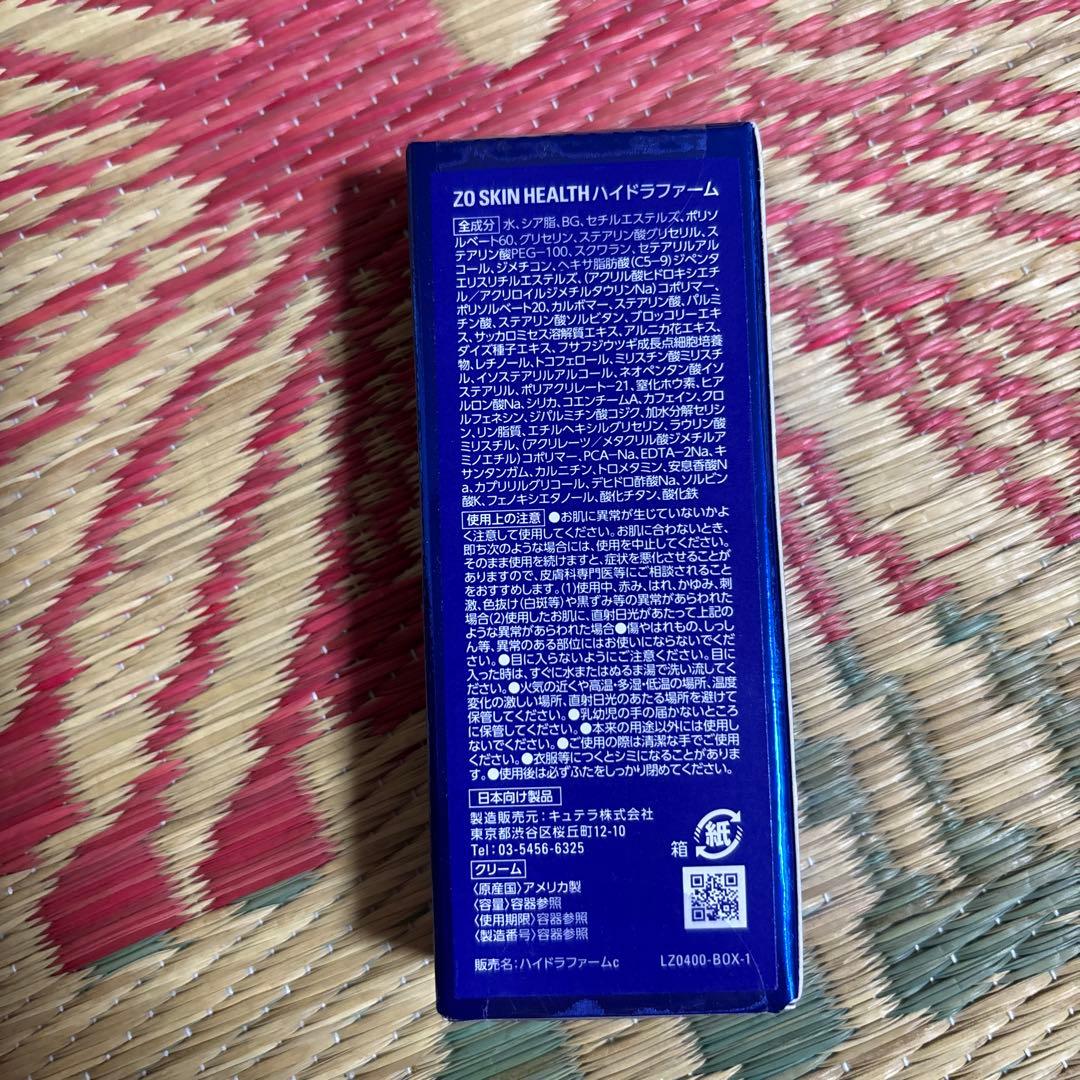 ZO SKIN HEALTH ハイドラファーム
全成分 水、シア脂、BG、セチルエステルズ、ポリソ
ルベート60、グリセリン、ステアリン酸グリセリル、ス
テアリン酸PEG-100、スクワラン、セテアリルアル
コール、ジメチコン、ヘキサ脂肪酸(C5-9)ジペンタ
エリスリチルエステルズ、(アクリル酸ヒドロキシエチ
ル/アクリロイルジメチルタウリンNa)コポリマー、
ポリソルベート20、カルボマー、ステアリン酸、パルミ
チン酸、ステアリン酸ソルビタン、ブロッコリーエキ
ス、サッカロミセス溶解質エキス、アルニカ花エキス、
ダイズ種子エキス、フサフジウツギ成長点細胞培養
物、レチノール、トコフェロール、ミリスチン酸ミリスチ
ル、イソステアリルアルコール、ネオペンタン酸イソ
ステアリル、ポリアクリレート-21、窒化ホウ素、ヒア
ルロン酸Na、シリカ、コエンチームA、カフェイン、クロ
ルフェネシン、ジパルミチン酸コジク、加水分解セリシ
ン、リン脂質、エチルヘキシルグリセリン、ラウリン酸
ミリスチル、(アクリレーツ/メタクリル酸ジメチルア
ミノエチル)コポリマー、PCA-Na、EDTA-2Na、キ
サンタンガム、カルニチン、トロメタミン、安息香酸N
a、カプリリルグリコール、デヒドロ酢酸Na、ソルビン
酸K、フェノキシエタノール、酸化チタン、酸化鉄
使用上の注意 ●お肌に異常が生じていないかよ
く注意して使用してください。お肌に合わないとき、
即ち次のような場合には、使用を中止してください。
そのまま使用を続けますと、症状を悪化させることが
ありますので、皮膚科専門医等にご相談されること
をおすすめします。(1)使用中、赤み、はれ、かゆみ、刺
激、色抜け(白斑等)や黒ずみ等の異常があらわれた
場合(2)使用したお肌に、直射日光があたって上記の
ような異常があらわれた場合●傷やはれもの、しっし
ん等、異常のある部位にはお使いにならないでくだ
さい。●目に入らないようにご注意ください。目に
入った時は、すぐに水またはぬるま湯で洗い流してく
ださい。●火気の近くや高温・多湿・低温の場所、温度
変化の激しい場所、直射日光のあたる場所を避けて
保管してください。●乳幼児の手の届かないところ
に保管してください。●本来の用途以外には使用し
ないでください。●ご使用の際は清潔な手でご使用
ください。●衣服等につくとシミになることがありま
す。●使用後は必ずふたをしっかり閉めてください。
日本向け製品
製造販売元：キュテラ株式会社
東京都渋谷区桜丘町12-10
Tel：03-5456-6325
箱 紙
クリーム
〈原産国〉アメリカ製
〈容量〉容器参照
〈使用期限〉容器参照
〈製造番号〉容器参照
販売名：ハイドラファームc
LZ0400-BOX-1